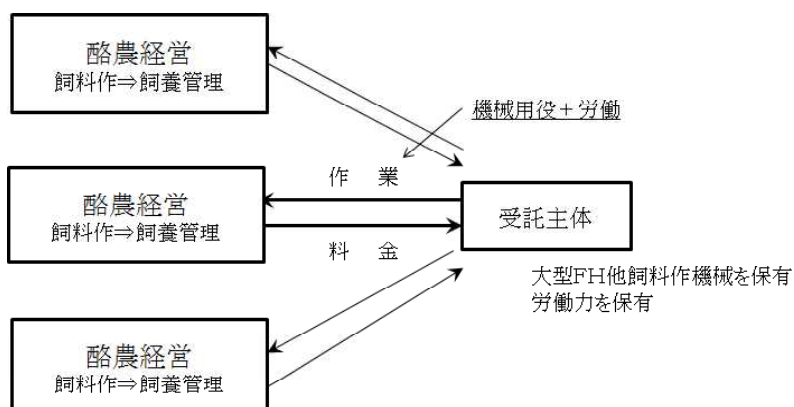 酪農経営
飼料作⇒飼養管理
機械用役＋労働
作　業
酪農経営
飼料作⇒飼養管理
受託主体
料　金
大型FH他飼料作機械を保有
労働力を保有
酪農経営
飼料作⇒飼養管理